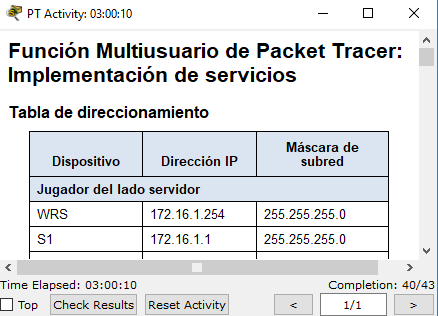 PT Activity: 03:00:10
Función Multiusuario de Packet Tracer:
Implementación de servicios
Tabla de direccionamiento
Dispositivo Dirección IP Máscara de subred
Jugador del lado servidor
WRS 172.16.1.254 255.255.255.0
S1 172.16.1.1 255.255.255.0
Time Elapsed: 03:00:10 Completion: 40/43
Top Check Results Reset Activity < 1/1 >